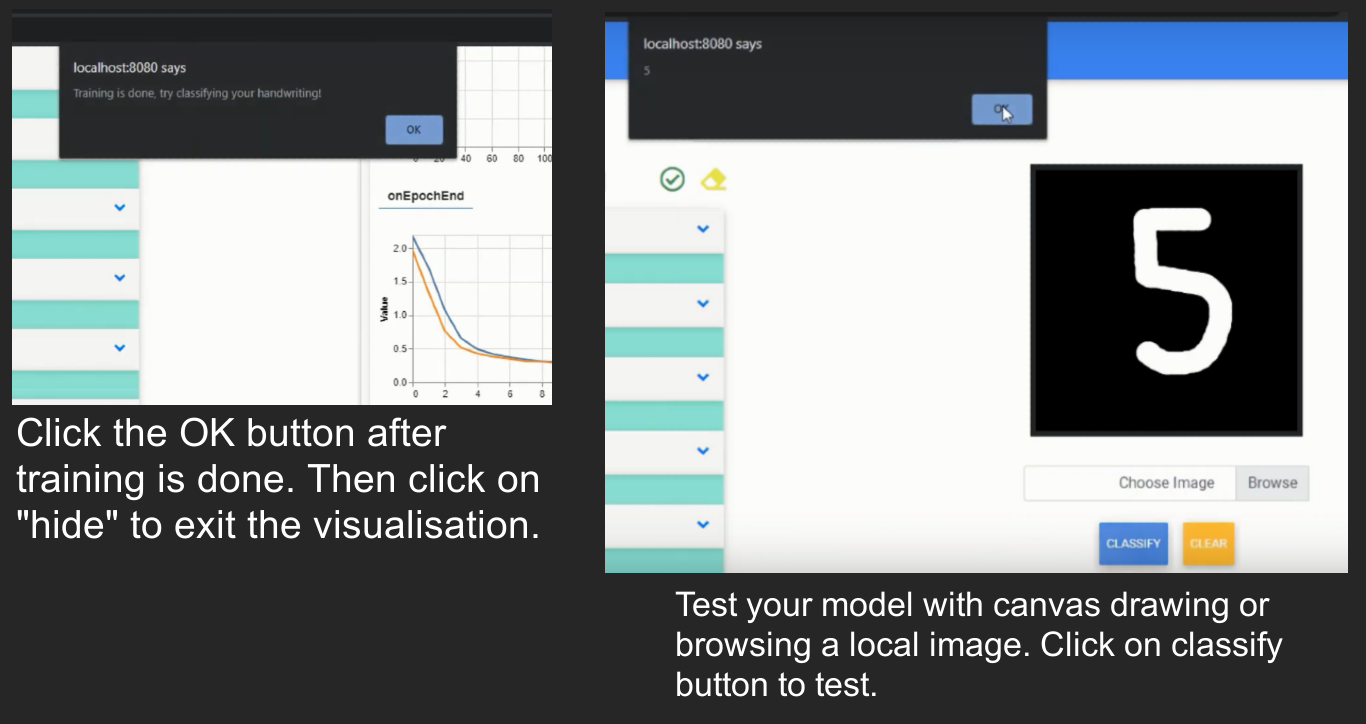 localhost:8080 says
Training is done, try classifying your handwriting!
OK
0 20 40 60 80 100
onEpochEnd
Value
2.0
1.5
1.0
0.5
0.0
0 2 4 6 8
Click the OK button after
training is done. Then click on
"hide" to exit the visualisation.
localhost:8080 says
5
OK
5
Choose Image Browse
CLASSIFY CLEAR
Test your model with canvas drawing or
browsing a local image. Click on classify
button to test.